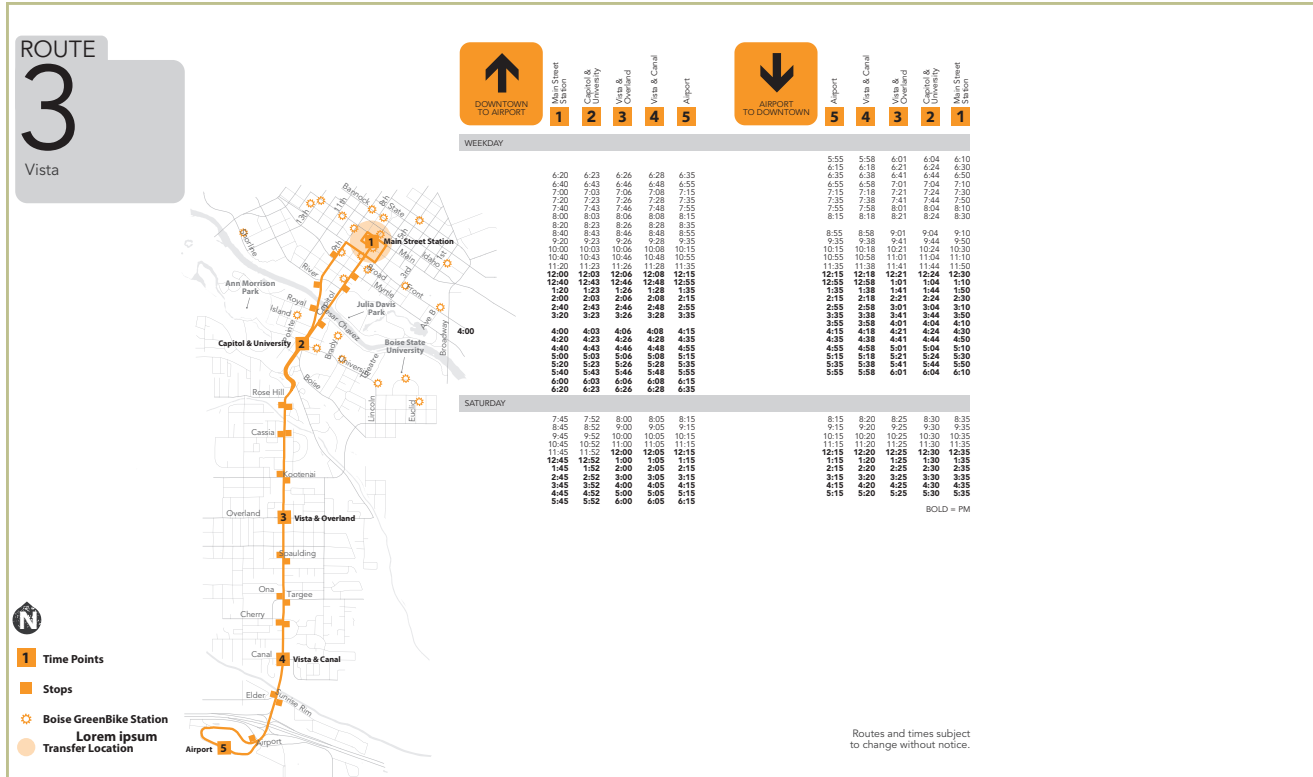 ROUTE
3
Vista
DOWNTOWN
TO AIRPORT
Main Street
Station
Capitol &
University
Vista &
Overland
Vista & Canal
Airport
1 2 3 4 5
AIRPORT
TO DOWNTOWN
Airport
Vista & Canal
Vista &
Overland
Capitol &
University
Main Street
Station
5 4 3 2 1
WEEKDAY
6:20 6:23 6:26 6:28 6:35
6:40 6:43 6:46 6:48 6:55
7:00 7:03 7:06 7:08 7:15
7:20 7:23 7:26 7:28 7:35
7:40 7:43 7:46 7:48 7:55
8:00 8:03 8:06 8:08 8:15
8:20 8:23 8:26 8:28 8:35
8:40 8:43 8:46 8:48 8:55
9:20 9:23 9:26 9:28 9:35
10:00 10:03 10:06 10:08 10:15
10:40 10:43 10:46 10:48 10:55
11:20 11:23 11:26 11:28 11:35
12:00 12:03 12:06 12:08 12:15
12:40 12:43 12:46 12:48 12:55
1:20 1:23 1:26 1:28 1:35
2:00 2:03 2:06 2:08 2:15
2:40 2:43 2:46 2:48 2:55
3:20 3:23 3:26 3:28 3:35
4:00
4:00 4:03 4:06 4:08 4:15
4:20 4:23 4:26 4:28 4:35
4:40 4:43 4:46 4:48 4:55
5:00 5:03 5:06 5:08 5:15
5:20 5:23 5:26 5:28 5:35
5:40 5:43 5:46 5:48 5:55
6:00 6:03 6:06 6:08 6:15
6:20 6:23 6:26 6:28 6:35
5:55 5:58 6:01 6:04 6:10
6:15 6:18 6:21 6:24 6:30
6:35 6:38 6:41 6:44 6:50
6:55 6:58 7:01 7:04 7:10
7:15 7:18 7:21 7:24 7:30
7:35 7:38 7:41 7:44 7:50
7:55 7:58 8:01 8:04 8:10
8:15 8:18 8:21 8:24 8:30
8:55 8:58 9:01 9:04 9:10
9:35 9:38 9:41 9:44 9:50
10:15 10:18 10:21 10:24 10:30
10:55 10:58 11:01 11:04 11:10
11:35 11:38 11:41 11:44 11:50
12:15 12:18 12:21 12:24 12:30
12:55 12:58 1:01 1:04 1:10
1:35 1:38 1:41 1:44 1:50
2:15 2:18 2:21 2:24 2:30
2:55 2:58 3:01 3:04 3:10
3:35 3:38 3:41 3:44 3:50
3:55 3:58 4:01 4:04 4:10
4:15 4:18 4:21 4:24 4:30
4:35 4:38 4:41 4:44 4:50
4:55 4:58 5:01 5:04 5:10
5:15 5:18 5:21 5:24 5:30
5:35 5:38 5:41 5:44 5:50
5:55 5:58 6:01 6:04 6:10
SATURDAY
7:45 7:52 8:00 8:05 8:15
8:45 8:52 9:00 9:05 9:15
9:45 9:52 10:00 10:05 10:15
10:45 10:52 11:00 11:05 11:15
11:45 11:52 12:00 12:05 12:15
12:45 12:52 1:00 1:05 1:15
1:45 1:52 2:00 2:05 2:15
2:45 2:52 3:00 3:05 3:15
3:45 3:52 4:00 4:05 4:15
4:45 4:52 5:00 5:05 5:15
5:45 5:52 6:00 6:05 6:15
8:15 8:20 8:25 8:30 8:35
9:15 9:20 9:25 9:30 9:35
10:15 10:20 10:25 10:30 10:35
11:15 11:20 11:25 11:30 11:35
12:15 12:20 12:25 12:30 12:35
1:15 1:20 1:25 1:30 1:35
2:15 2:20 2:25 2:30 2:35
3:15 3:20 3:25 3:30 3:35
4:15 4:20 4:25 4:30 4:35
5:15 5:20 5:25 5:30 5:35
BOLD = PM
Bannock
8th
State
13th
11th
9th
5th
1
Main Street Station
Main
Idaho
1st
3rd
Shoreline
River
Broad
Myrtle
Front
Ann Morrison
Park
Royal
Capitol
Island
Pointe
Julia Davis
Park
Cesar Chavez
Ave B
Broadway
Capitol & University
2
Brady
University
Theatre
Boise State
University
Boise
Lincoln
Euclid
Rose Hill
Cassia
Kootenai
Overland
3
Vista & Overland
Spaulding
Ona
Targee
Cherry
Canal
4
Vista & Canal
Elder
Sunrise Rim
Airport
5
Airport
N
1 Time Points
Stops
Boise GreenBike Station
Lorem ipsum
Transfer Location
Routes and times subject
to change without notice.